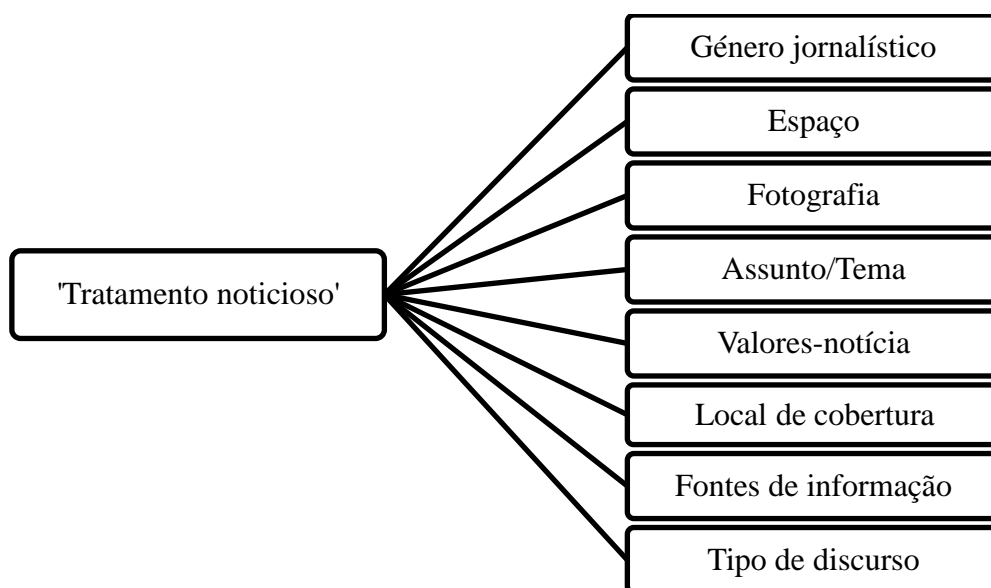 Género jornalístico
Espaço
Fotografia
Assunto/Tema
'Tratamento noticioso'
Valores-notícia
Local de cobertura
Fontes de informação
Tipo de discurso